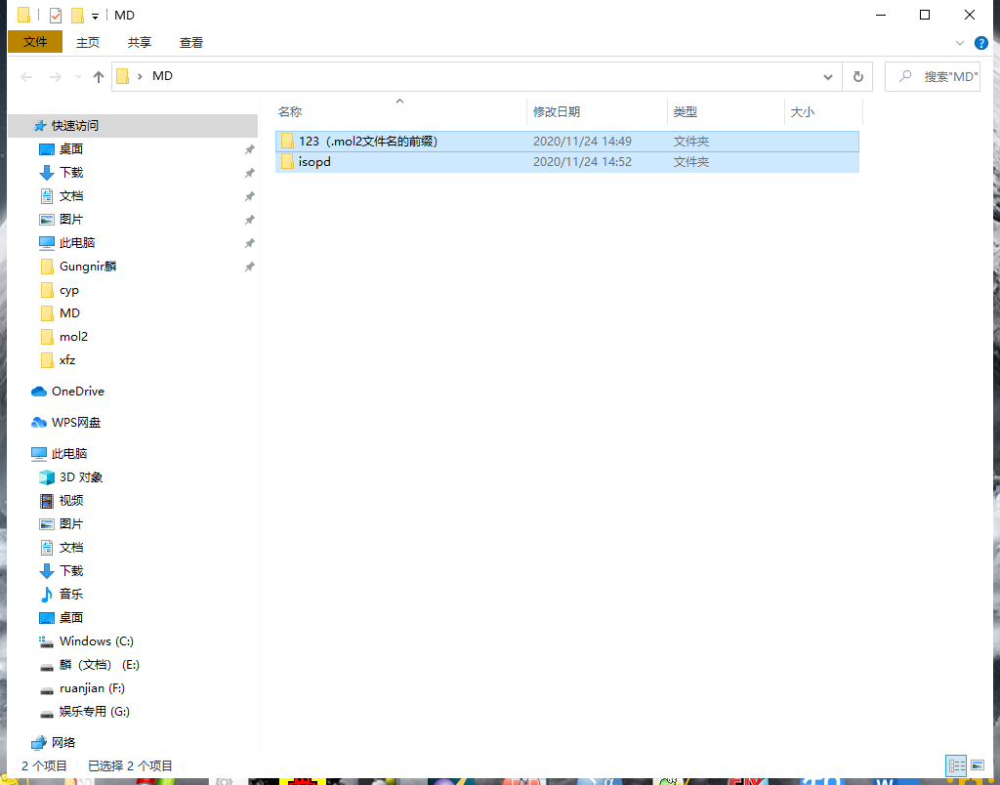 MD
文件 主页 共享 查看
MD 搜索"MD"
名称 修改日期 类型 大小
123（.mol2文件名的前缀） 2020/11/24 14:49 文件夹
isopd 2020/11/24 14:52 文件夹
快速访问
桌面
下载
文档
图片
此电脑
Gungnir麟
cyp
MD
mol2
xfz
OneDrive
WPS网盘
此电脑
3D 对象
视频
图片
文档
下载
音乐
桌面
Windows (C:)
麟（文档） (E:)
ruanjian (F:)
娱乐专用 (G:)
网络
2 个项目 已选择 2 个项目